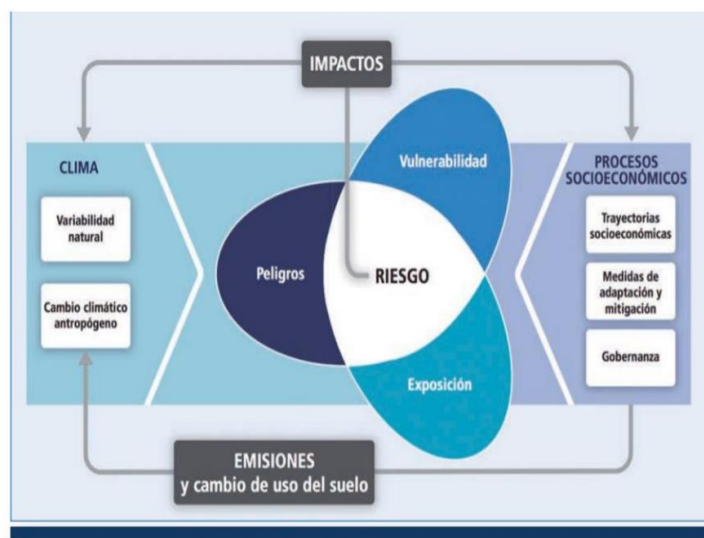 IMPACTOS
CLIMA
Variabilidad
natural
Cambio climático
antropógeno
Peligros
Vulnerabilidad
RIESGO
Exposición
PROCESOS
SOCIOECONÓMICOS
Trayectorias
socioeconómicas
Medidas de
adaptación y
mitigación
Gobernanza
EMISIONES
y cambio de uso del suelo